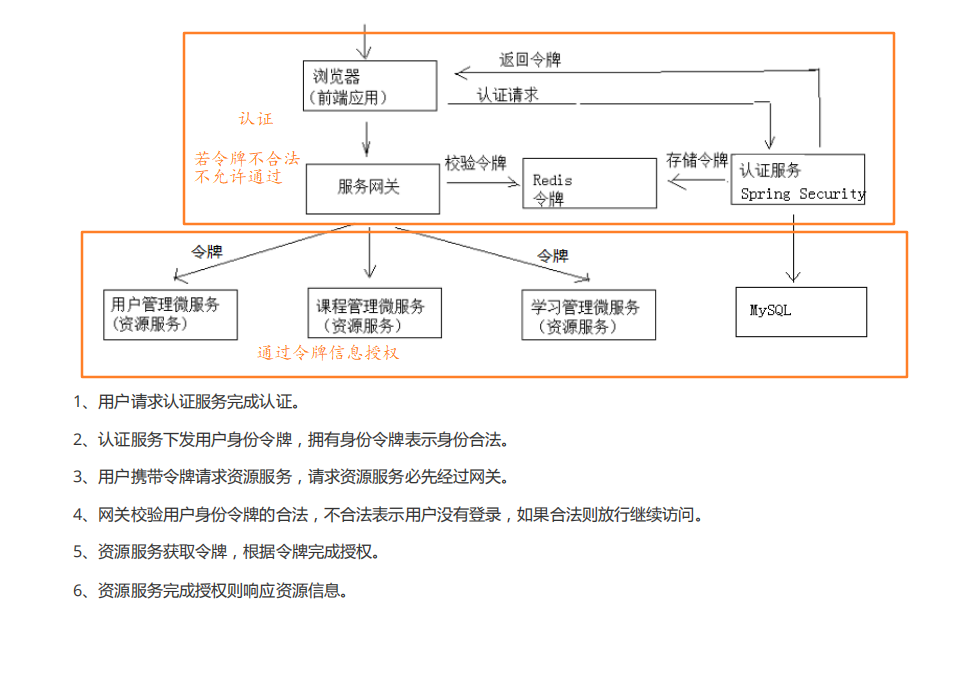 返回令牌
浏览器
（前端应用）
认证请求
认证
若令牌不合法
不允许通过
校验令牌
存储令牌
服务网关
Redis
令牌
认证服务
Spring Security
令牌
令牌
用户管理微服务
(资源服务）
课程管理微服务
（资源服务）
学习管理微服务
（资源服务）
MySQL
通过令牌信息授权
1、用户请求认证服务完成认证。
2、认证服务下发用户身份令牌，拥有身份令牌表示身份合法。
3、用户携带令牌请求资源服务，请求资源服务必先经过网关。
4、网关校验用户身份令牌的合法，不合法表示用户没有登录，如果合法则放行继续访问。
5、资源服务获取令牌，根据令牌完成授权。
6、资源服务完成授权则响应资源信息。